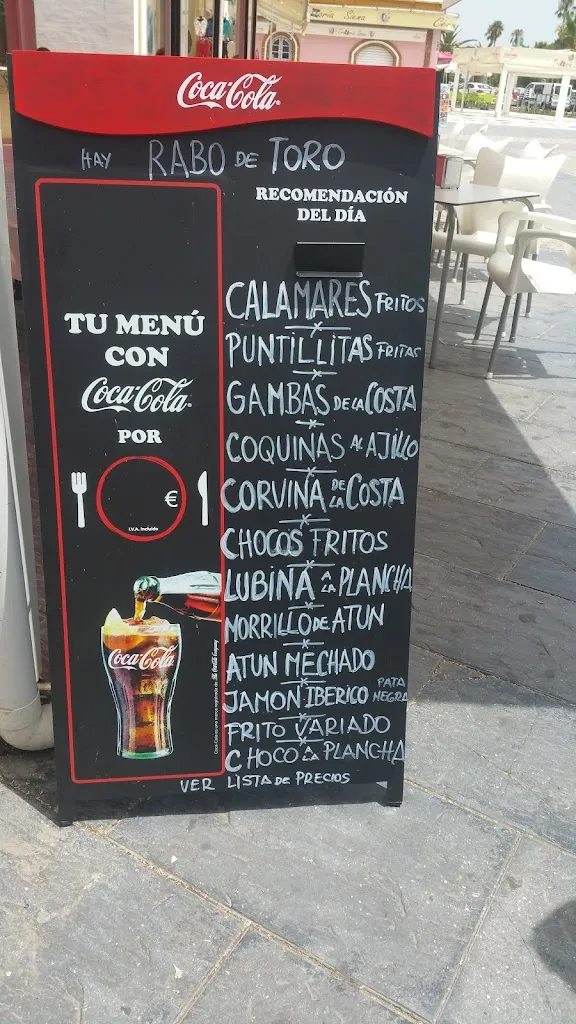 Coca-Cola
HAY RABO DE TORO
RECOMENDACIÓN
DEL DÍA
TU MENÚ
CON
Coca-Cola
POR
€
I.V.A. Incluido
Coca-Cola
CALAMARES FRITOS
PUNTILLITAS FRITAS
GAMBAS DE LA COSTA
COQUINAS AL AJILLO
CORVINA DE LA COSTA
CHOCOS FRITOS
LUBINA A LA PLANCHA
MORRILLO DE ATUN
ATUN MECHADO
JAMON IBERICO PATA NEGRA
FRITO VARIADO
CHOCO A LA PLANCHA
VER LISTA DE PRECIOS